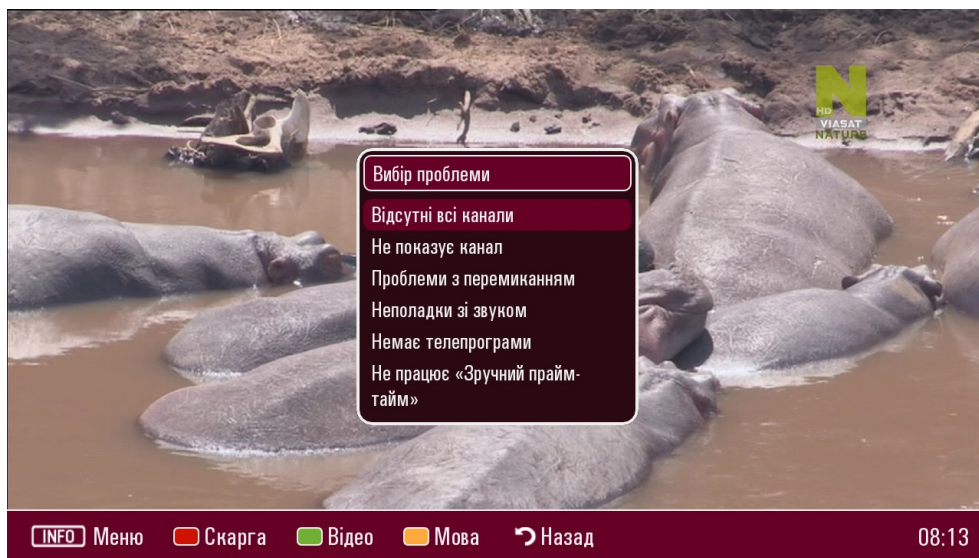 N
HD
VIASAT
NATURE
Вибір проблеми
Відсутні всі канали
Не показує канал
Проблеми з перемиканням
Неполадки зі звуком
Немає телепрограми
Не працює «Зручний прайм-
тайм»
INFO Меню Скарга Відео Мова Назад 08:13